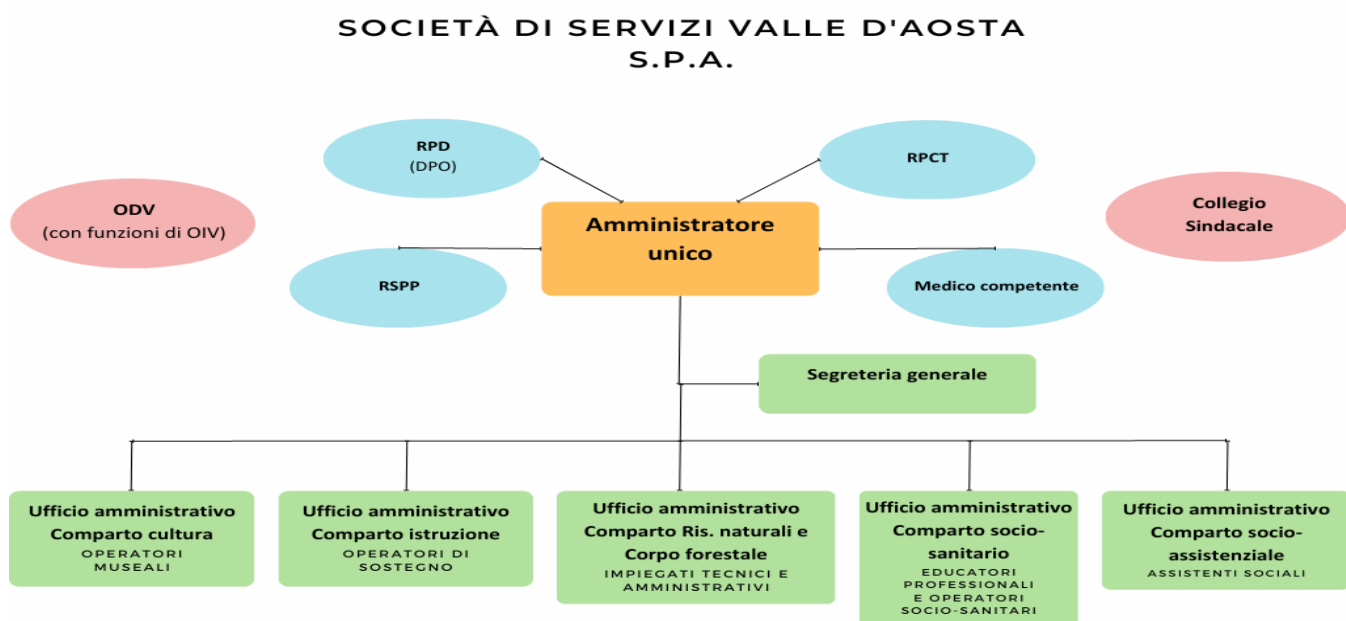 SOCIETÀ DI SERVIZI VALLE D'AOSTA
S.P.A.
RPD
(DPO)
RPCT
ODV
(con funzioni di OIV)
Collegio
Sindacale
Amministratore
unico
RSPP
Medico competente
Segreteria generale
Ufficio amministrativo
Comparto cultura
OPERATORI
MUSEALI
Ufficio amministrativo
Comparto istruzione
OPERATORI DI
SOSTEGNO
Ufficio amministrativo
Comparto Ris. naturali e
Corpo forestale
IMPIEGATI TECNICI E
AMMINISTRATIVI
Ufficio amministrativo
Comparto socio-
sanitario
EDUCATORI
PROFESSIONALI
E OPERATORI
SOCIO-SANITARI
Ufficio amministrativo
Comparto socio-
assistenziale
ASSISTENTI SOCIALI